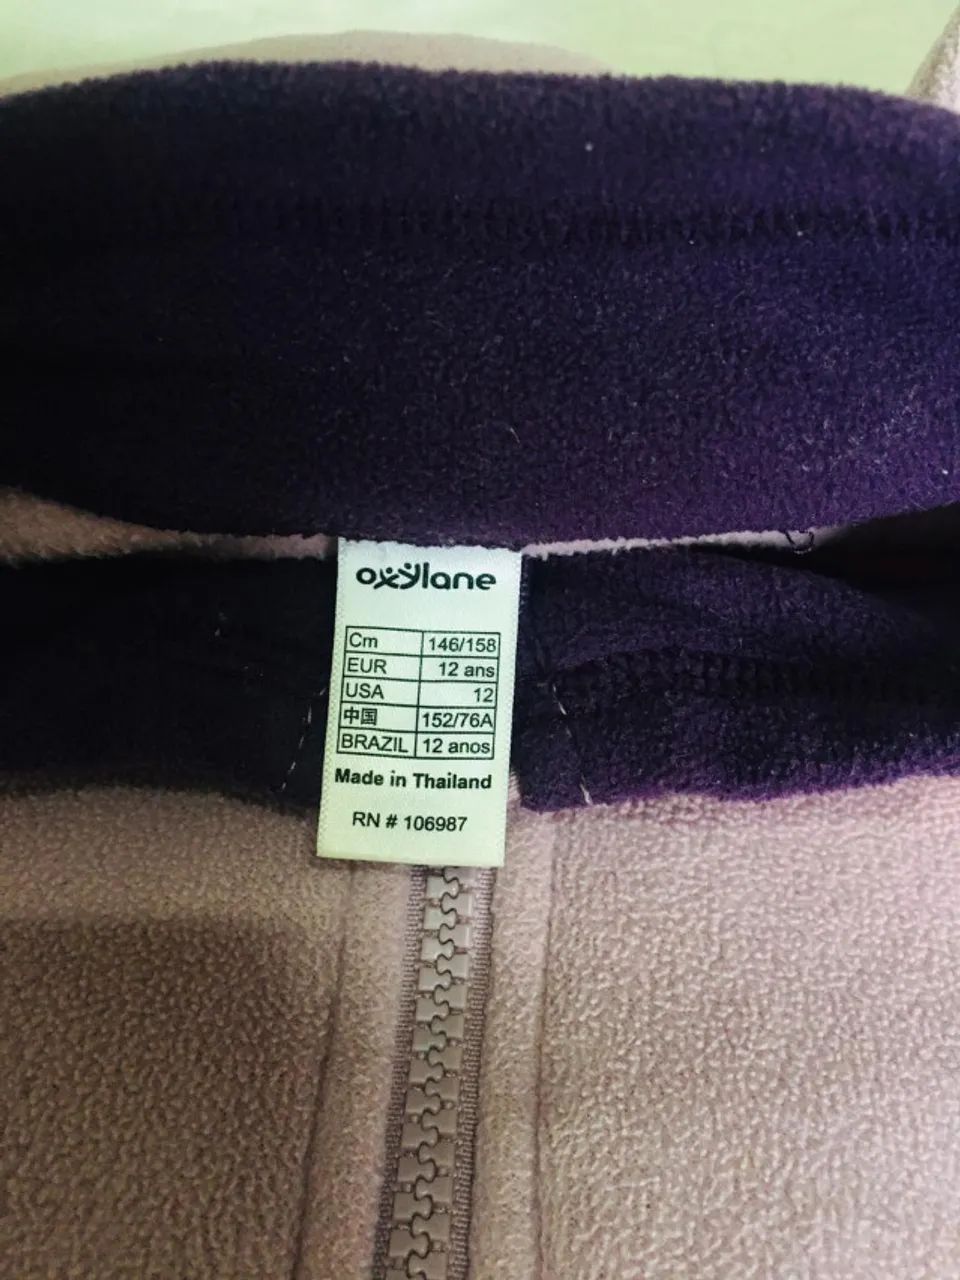 oxylane
Cm 146/158
EUR 12 ans
USA 12
中国 152/76A
BRAZIL 12 anos
Made in Thailand
RN # 106987